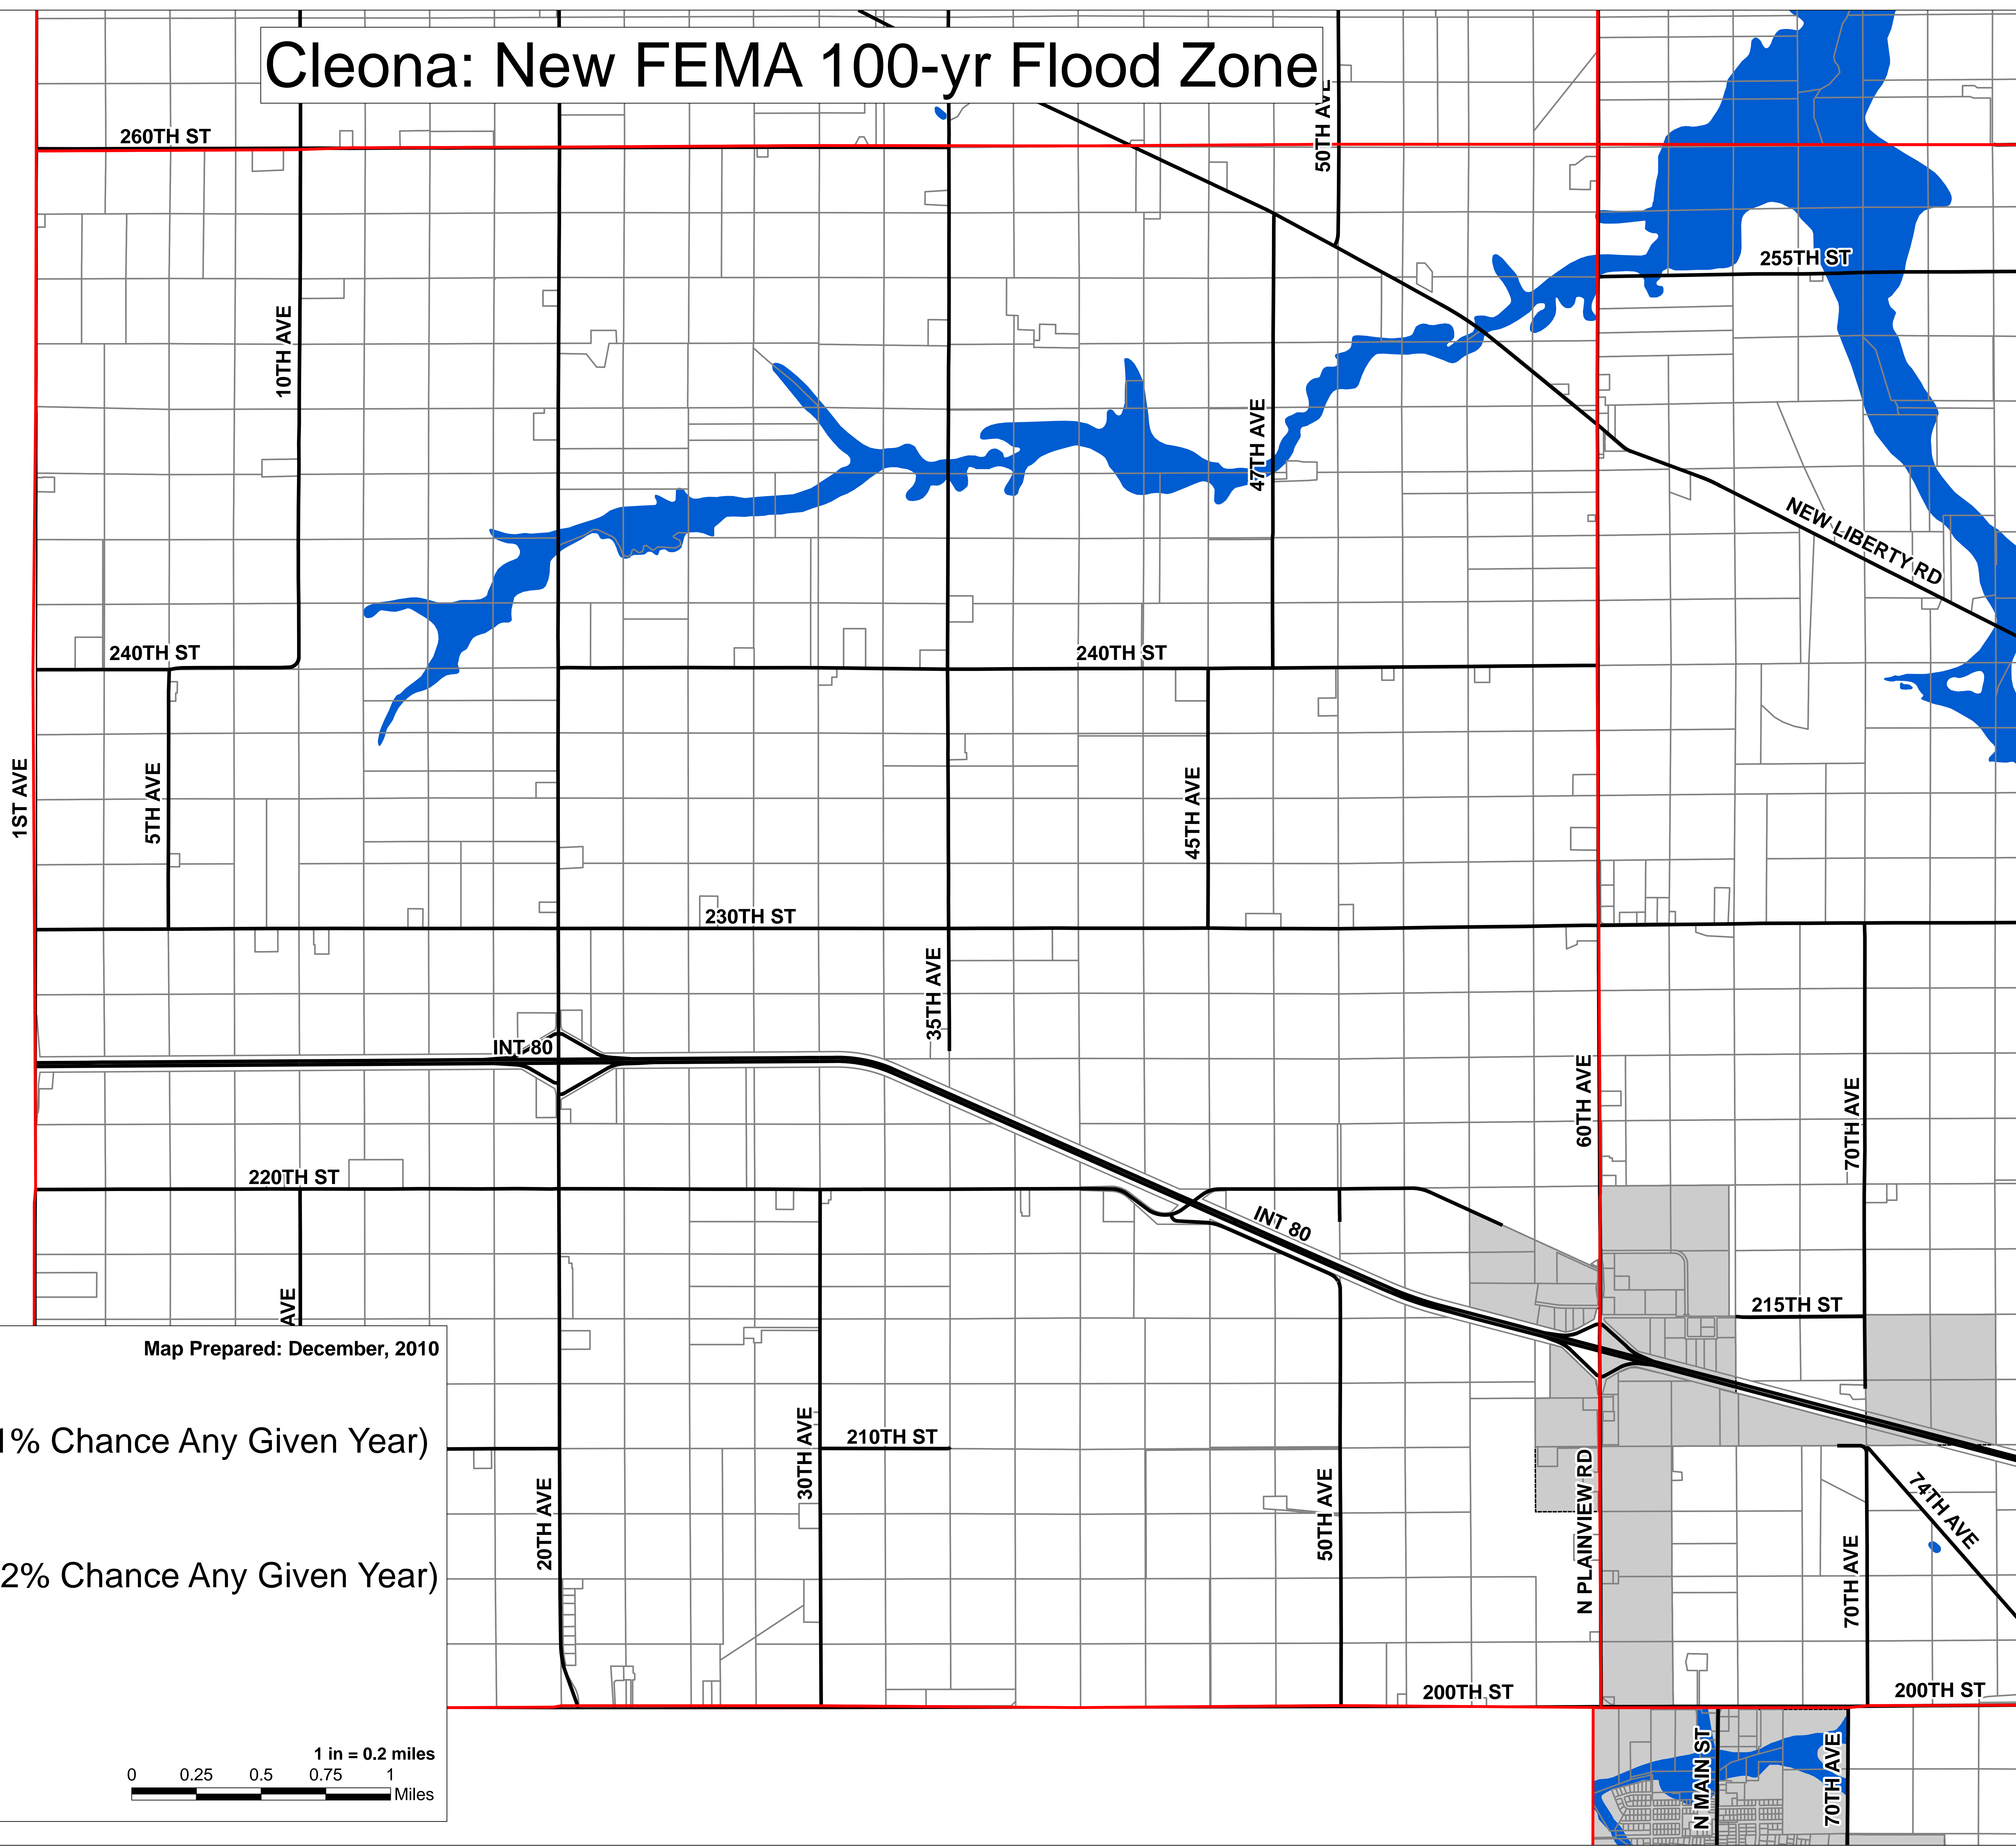 Cleona: New FEMA 100-yr Flood Zone
260TH ST
50TH AVE
255TH ST
10TH AVE
47TH AVE
NEW LIBERTY RD
240TH ST
240TH ST
1ST AVE
5TH AVE
45TH AVE
230TH ST
35TH AVE
INT 80
60TH AVE
70TH AVE
220TH ST
INT 80
AVE
215TH ST
Map Prepared: December, 2010
1% Chance Any Given Year)
30TH AVE
210TH ST
20TH AVE
50TH AVE
N PLAINVIEW RD
74TH AVE
70TH AVE
2% Chance Any Given Year)
200TH ST
200TH ST
N MAIN ST
70TH AVE
1 in = 0.2 miles
0 0.25 0.5 0.75 1
Miles